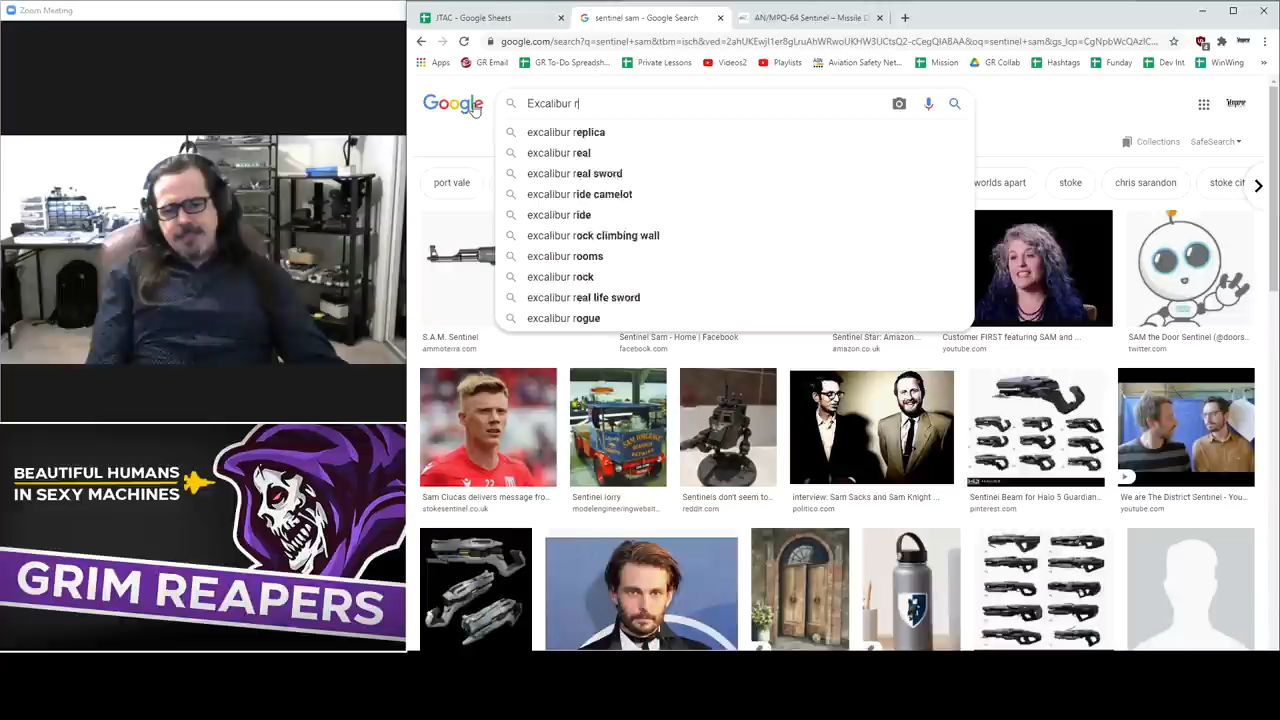 Zoom Meeting
JTAC - Google Sheets
sentinel sam - Google Search
AN/MPQ-64 Sentinel – Missile D
google.com/search?q=sentinel+sam&tbm=isch&ved=2ahUKEwjI1er8gLruAhWRwoUKHW3UCtsQ2-cCegQIABAA&oq=sentinel+sam&gs_lcp=CgNpbWcQAzIC...
Apps
GR Email
GR To-Do Spreadsh...
Private Lessons
Videos2
Playlists
Aviation Safety Net...
Mission
GR Collab
Hashtags
Funday
Dev Int
WinWing
Google
Excalibur r
Collections
SafeSearch
excalibur replica
excalibur real
excalibur real sword
excalibur ride camelot
excalibur ride
excalibur rock climbing wall
excalibur rooms
excalibur rock
excalibur real life sword
excalibur rogue
port vale
worlds apart
stoke
chris sarandon
stoke cit
S.A.M. Sentinel
ammoterra.com
Sentinel Sam - Home | Facebook
facebook.com
Sentinel Star: Amazon...
amazon.co.uk
Customer FIRST featuring SAM and ...
youtube.com
SAM the Door Sentinel (@doors...
twitter.com
Sam Clucas delivers message fro...
stokesentinel.co.uk
Sentinel lorry
modelengineeringwebsit...
Sentinels don't seem to...
reddit.com
interview: Sam Sacks and Sam Knight ...
politico.com
Sentinel Beam for Halo 5 Guardian...
pinterest.com
We are The District Sentinel - You...
youtube.com
BEAUTIFUL HUMANS
IN SEXY MACHINES
GRIM REAPERS